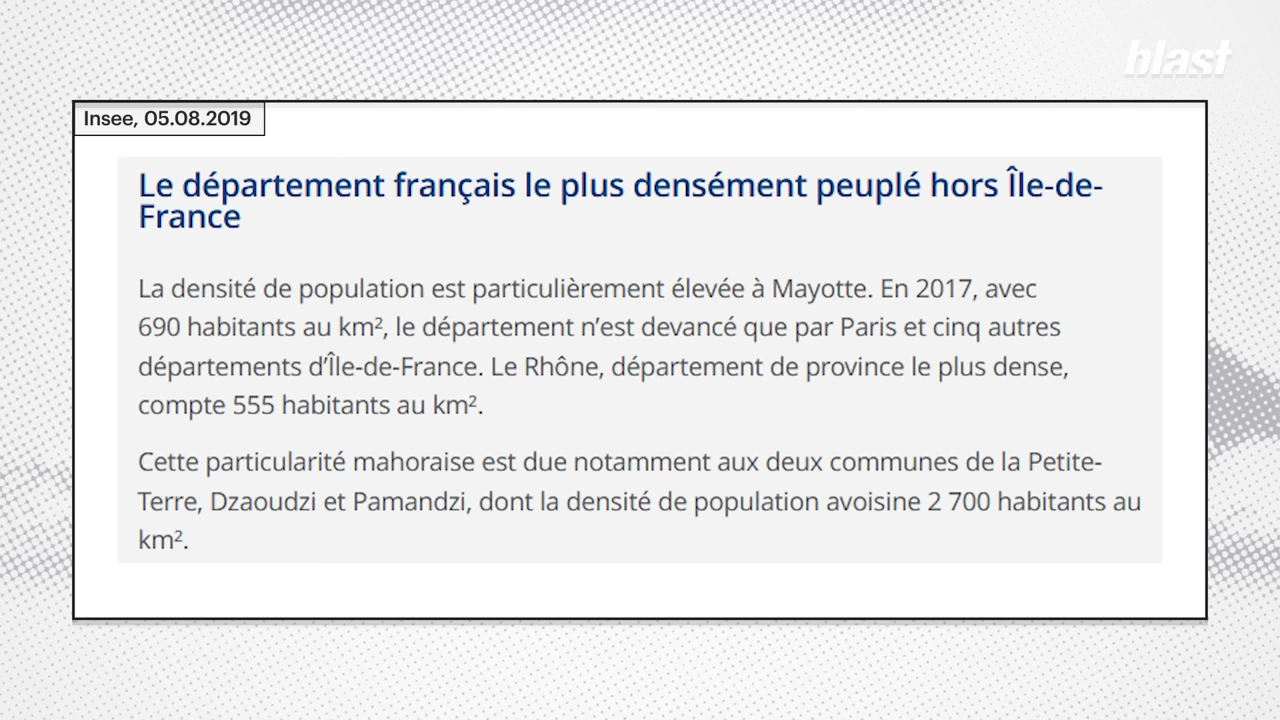 blast
Insee, 05.08.2019
Le département français le plus densément peuplé hors Île-de-
France
La densité de population est particulièrement élevée à Mayotte. En 2017, avec
690 habitants au km², le département n’est devancé que par Paris et cinq autres
départements d’Île-de-France. Le Rhône, département de province le plus dense,
compte 555 habitants au km².
Cette particularité mahoraise est due notamment aux deux communes de la Petite-
Terre, Dzaoudzi et Pamandzi, dont la densité de population avoisine 2 700 habitants au
km².